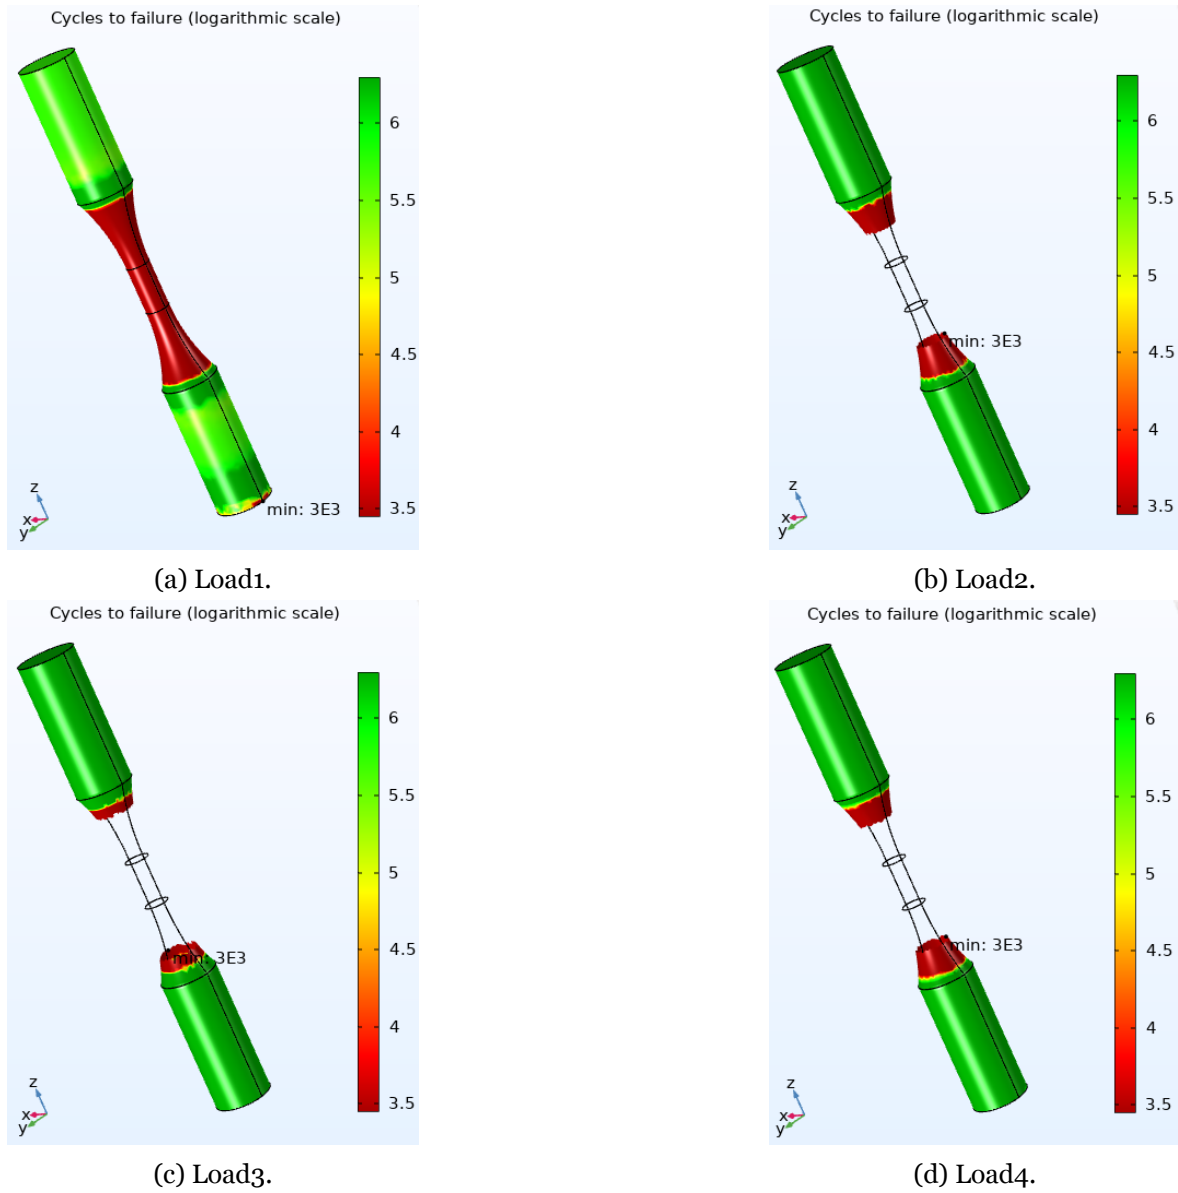 Cycles to failure (logarithmic scale)
6
5.5
5
4.5
4
3.5
min: 3E3
z
x
y
(a) Load1.
Cycles to failure (logarithmic scale)
6
5.5
5
4.5
4
3.5
min: 3E3
z
x
y
(b) Load2.
Cycles to failure (logarithmic scale)
6
5.5
5
4.5
4
3.5
min: 3E3
z
x
y
(c) Load3.
Cycles to failure (logarithmic scale)
6
5.5
5
4.5
4
3.5
min: 3E3
z
x
y
(d) Load4.